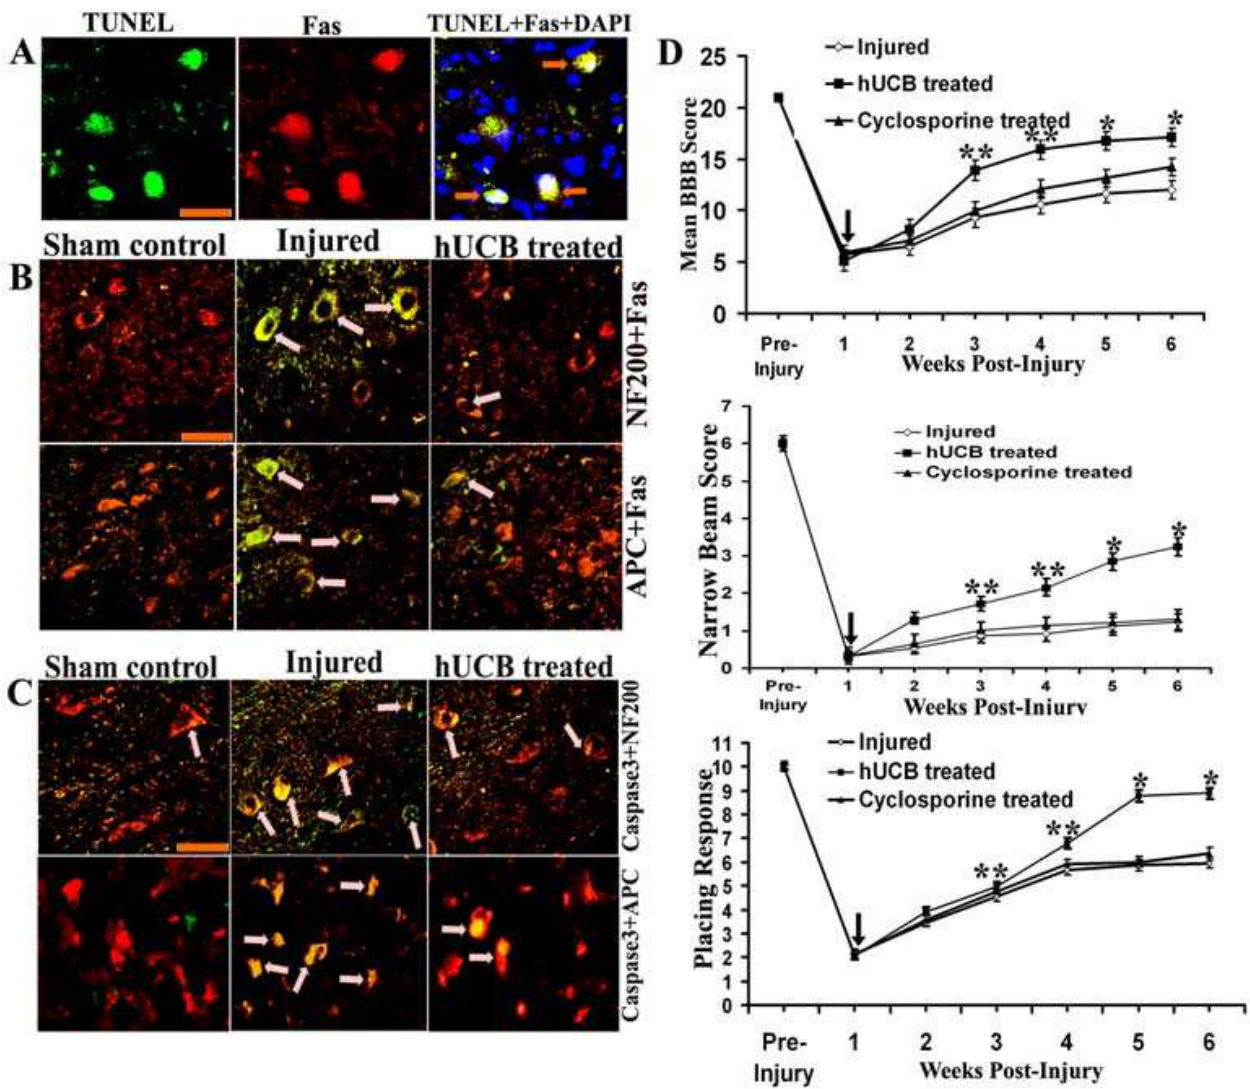 A
TUNEL
Fas
TUNEL+Fas+DAPI
B
Sham control
Injured
hUCB treated
NF200+Fas
APC+Fas
C
Sham control
Injured
hUCB treated
Caspase3+NF200
Caspase3+APC
D
Injured
hUCB treated
Cyclosporine treated
Mean BBB Score
25
20
15
10
5
0
** ** * *
Pre-Injury 1 2 3 4 5 6
Weeks Post-Injury
Injured
hUCB treated
Cyclosporine treated
Narrow Beam Score
7
6
5
4
3
2
1
0
** ** * *
Pre-Injury 1 2 3 4 5 6
Weeks Post-Injury
Injured
hUCB treated
Cyclosporine treated
Placing Response
11
10
9
8
7
6
5
4
3
2
1
0
** ** * *
Pre-Injury 1 2 3 4 5 6
Weeks Post-Injury